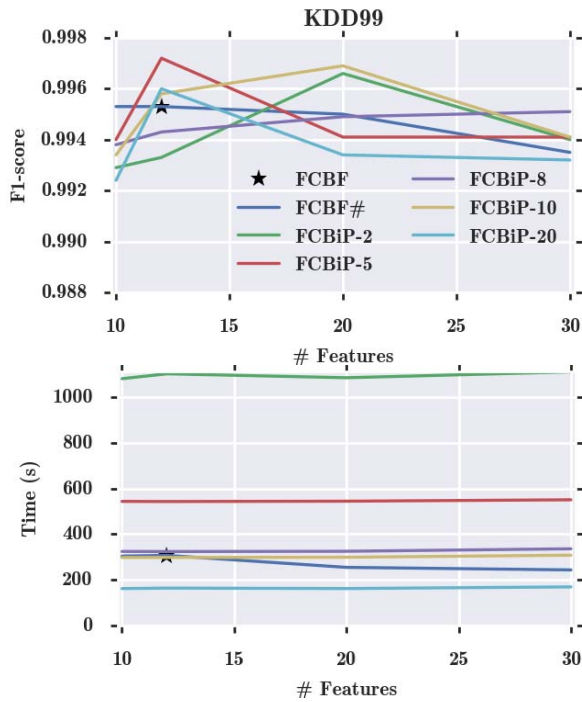 KDD99
0.998
0.996
0.994
0.992
0.990
0.988
F1-score
FCBF
FCBF#
FCBiP-2
FCBiP-5
FCBiP-8
FCBiP-10
FCBiP-20
10 15 20 25 30
# Features
1000
800
600
400
200
0
Time (s)
10 15 20 25 30
# Features